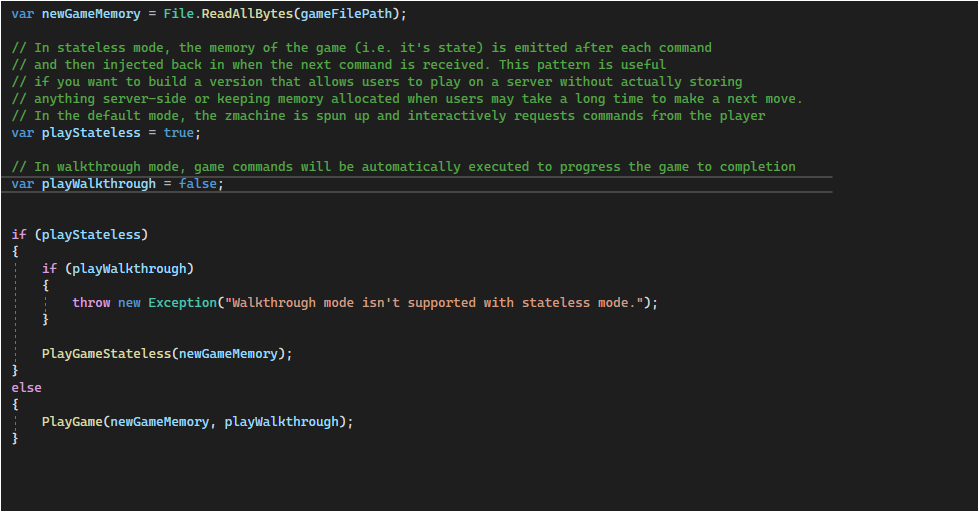 var newGameMemory = File.ReadAllBytes(gameFilePath);
// In stateless mode, the memory of the game (i.e. it's state) is emitted after each command
// and then injected back in when the next command is received. This pattern is useful
// if you want to build a version that allows users to play on a server without actually storing
// anything server-side or keeping memory allocated when users may take a long time to make a next move.
// In the default mode, the zmachine is spun up and interactively requests commands from the player
var playStateless = true;
// In walkthrough mode, game commands will be automatically executed to progress the game to completion
var playWalkthrough = false;
if (playStateless)
{
    if (playWalkthrough)
    {
        throw new Exception("Walkthrough mode isn't supported with stateless mode.");
    }
    PlayGameStateless(newGameMemory);
}
else
{
    PlayGame(newGameMemory, playWalkthrough);
}